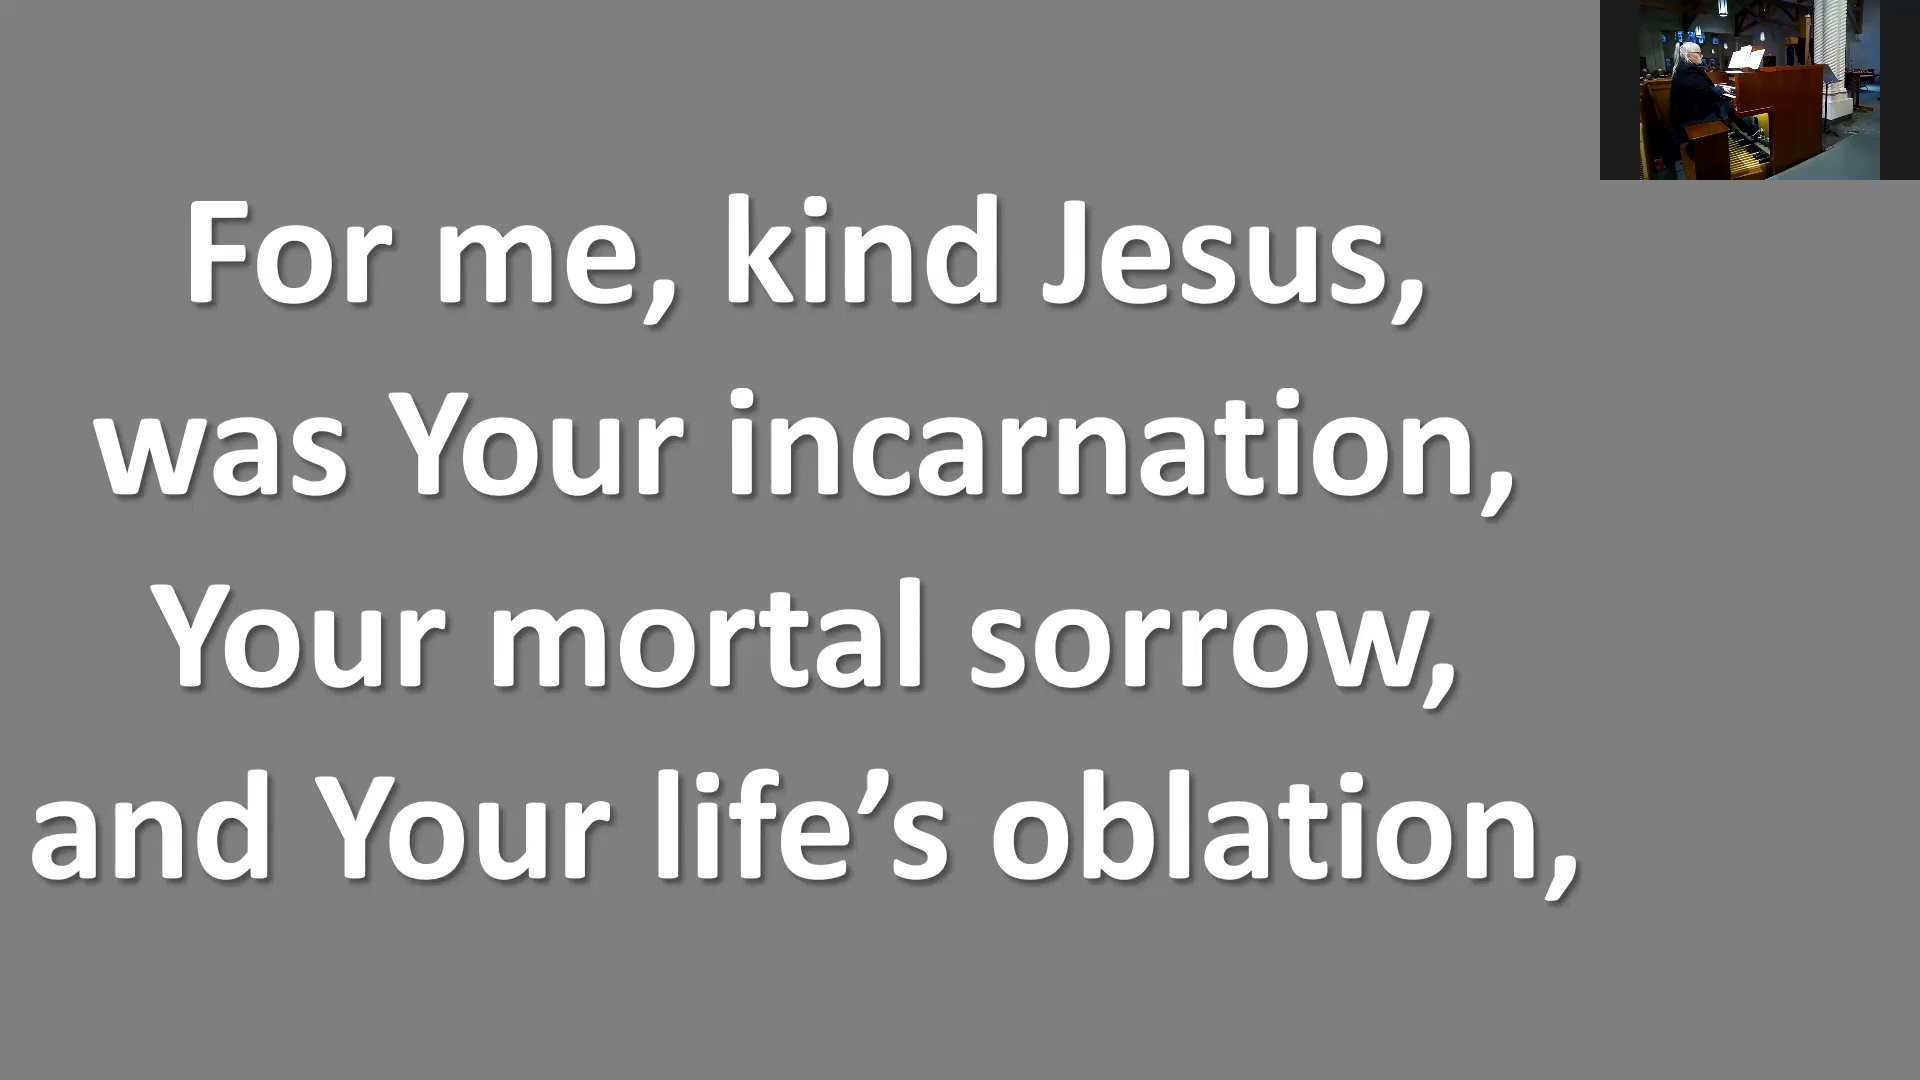 For me, kind Jesus,
was Your incarnation,
Your mortal sorrow,
and Your life’s oblation,